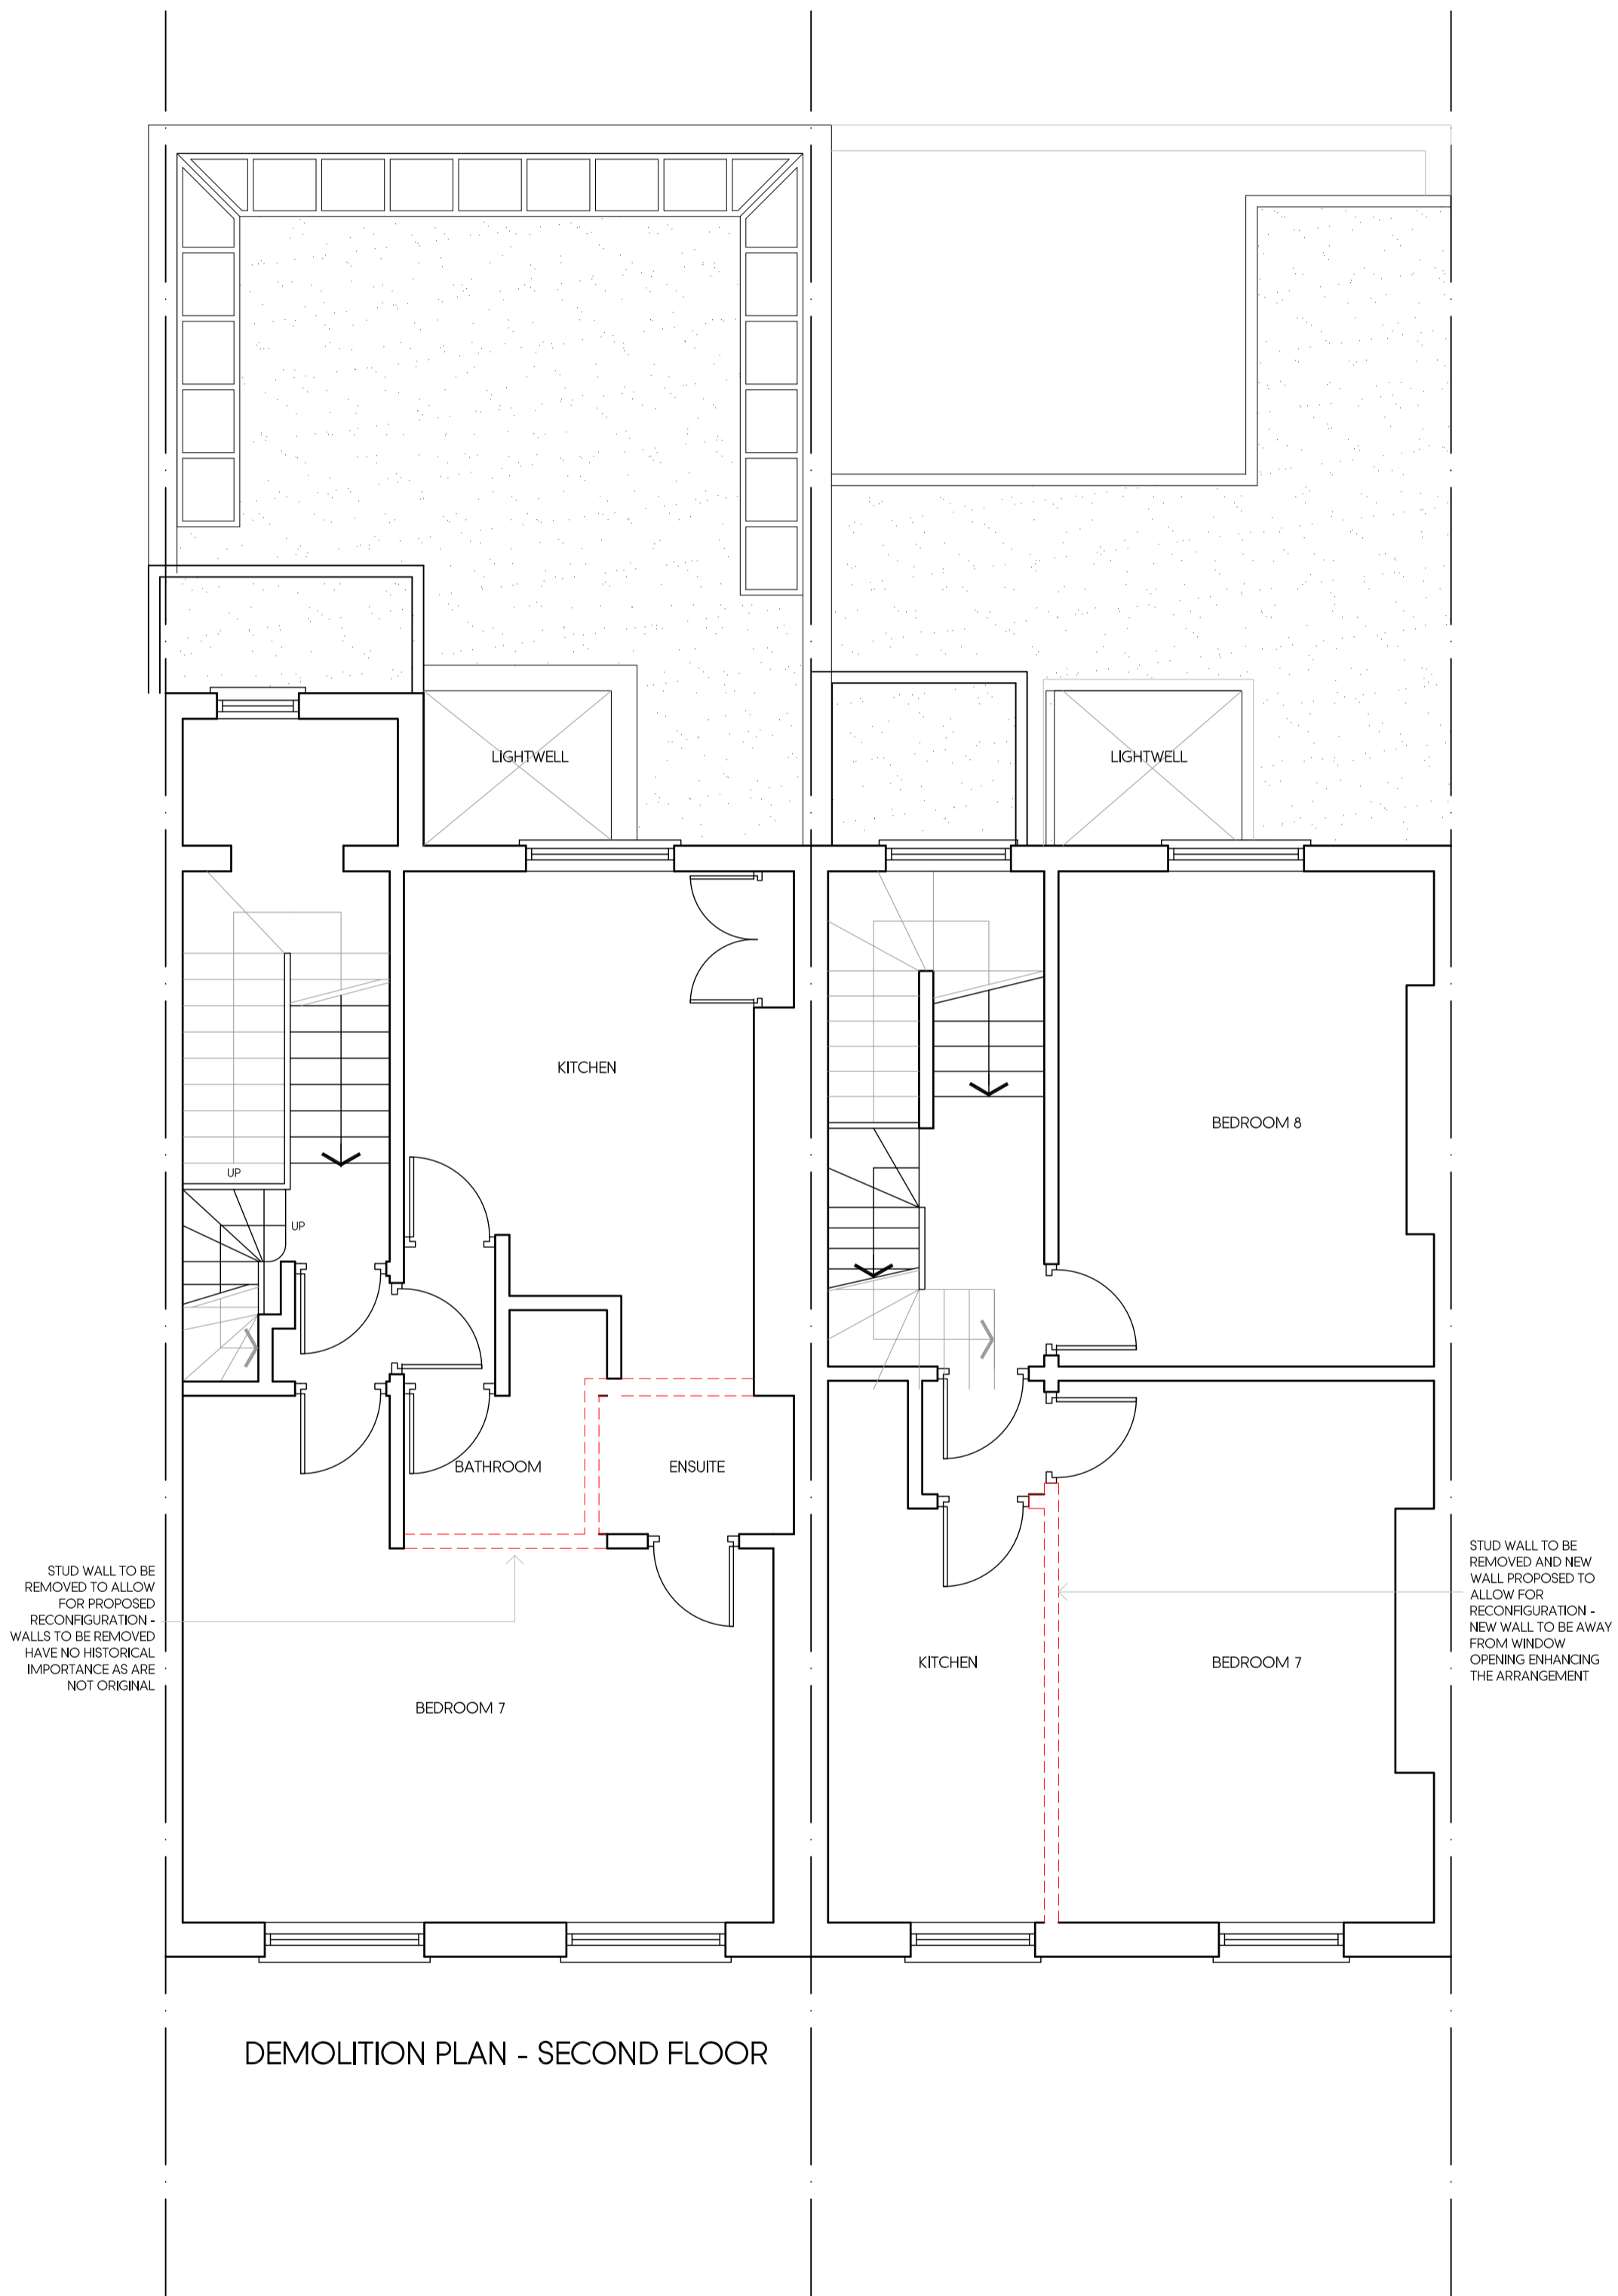 LIGHTWELL
LIGHTWELL
KITCHEN
BEDROOM 8
UP
UP
BATHROOM
ENSUITE
STUD WALL TO BE
REMOVED TO ALLOW
FOR PROPOSED
RECONFIGURATION -
WALLS TO BE REMOVED
HAVE NO HISTORICAL
IMPORTANCE AS ARE
NOT ORIGINAL
STUD WALL TO BE
REMOVED AND NEW
WALL PROPOSED TO
ALLOW FOR
RECONFIGURATION -
NEW WALL TO BE AWAY
FROM WINDOW
OPENING ENHANCING
THE ARRANGEMENT
KITCHEN
BEDROOM 7
BEDROOM 7
DEMOLITION PLAN - SECOND FLOOR